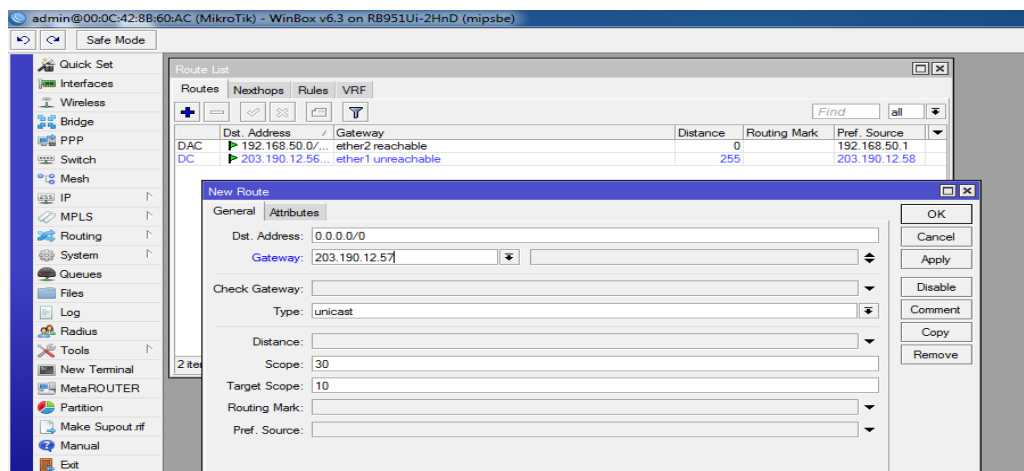 admin@00:0C:42:8B:60:AC (MikroTik) - WinBox v6.3 on RB951Ui-2HnD (mipsbe)
Safe Mode
Quick Set
Interfaces
Wireless
Bridge
PPP
Switch
Mesh
IP
MPLS
Routing
System
Queues
Files
Log
Radius
Tools
New Terminal
MetaROUTER
Partition
Make Supout.rif
Manual
Exit
Route List
Routes Nexthops Rules VRF
Find all
Dst. Address / Gateway Distance Routing Mark Pref. Source
DAC 192.168.50.0/... ether2 reachable 0 192.168.50.1
DC 203.190.12.56... ether1 unreachable 255 203.190.12.58
2 iter
New Route
General Attributes
Dst. Address: 0.0.0.0/0
Gateway: 203.190.12.57
Check Gateway:
Type: unicast
Distance:
Scope: 30
Target Scope: 10
Routing Mark:
Pref. Source:
OK
Cancel
Apply
Disable
Comment
Copy
Remove